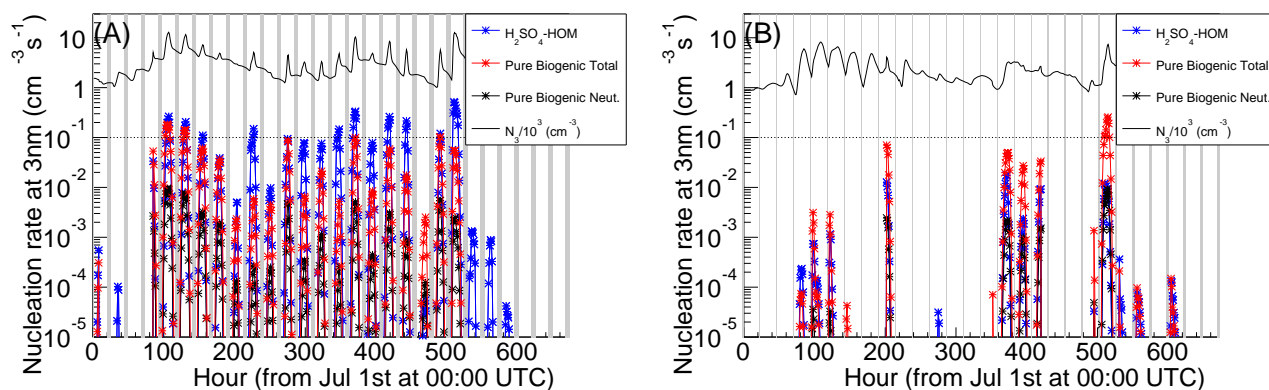 (A)
Nucleation rate at 3nm (cm⁻³ s⁻¹)
10
1
10⁻¹
10⁻²
10⁻³
10⁻⁴
10⁻⁵
H₂SO₄-HOM
Pure Biogenic Total
Pure Biogenic Neut.
N₃/10³ (cm⁻³)
0 100 200 300 400 500 600
Hour (from Jul 1st at 00:00 UTC)
(B)
Nucleation rate at 3nm (cm⁻³ s⁻¹)
10
1
10⁻¹
10⁻²
10⁻³
10⁻⁴
10⁻⁵
H₂SO₄-HOM
Pure Biogenic Total
Pure Biogenic Neut.
N₃/10³ (cm⁻³)
0 100 200 300 400 500 600
Hour (from Jul 1st at 00:00 UTC)